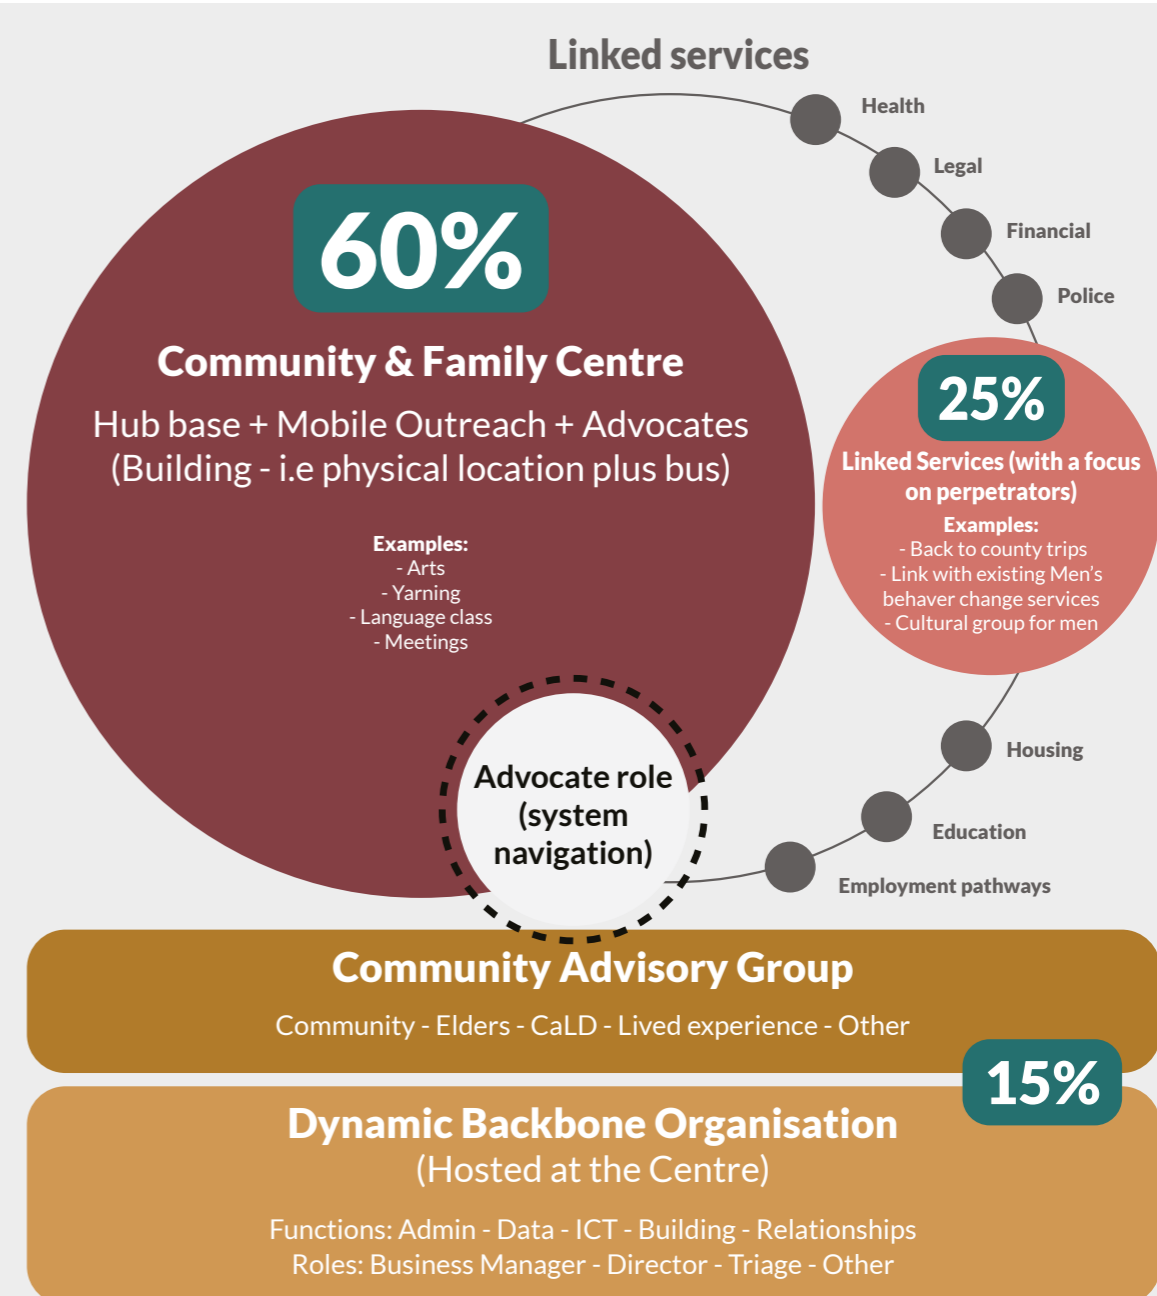 Linked services
Health
Legal
Financial
Police
60%
Community & Family Centre
Hub base + Mobile Outreach + Advocates
(Building - i.e physical location plus bus)
Examples:
- Arts
- Yarning
- Language class
- Meetings
25%
Linked Services (with a focus
on perpetrators)
Examples:
- Back to county trips
- Link with existing Men's
behaver change services
- Cultural group for men
Advocate role
(system
navigation)
Housing
Education
Employment pathways
Community Advisory Group
Community - Elders - CaLD - Lived experience - Other
15%
Dynamic Backbone Organisation
(Hosted at the Centre)
Functions: Admin - Data - ICT - Building - Relationships
Roles: Business Manager - Director - Triage - Other